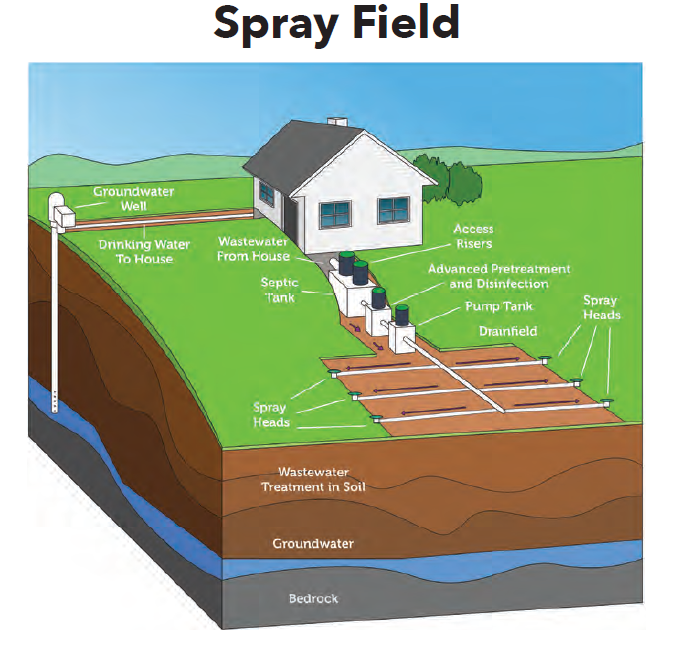 Spray Field
Groundwater
Well
Drinking Water
To House
Wastewater
From House
Septic
Tank
Access
Risers
Advanced Pretreatment
and Disinfection
Pump Tank
Drainfield
Spray
Heads
Spray
Heads
Wastewater
Treatment in Soil
Groundwater
Bedrock